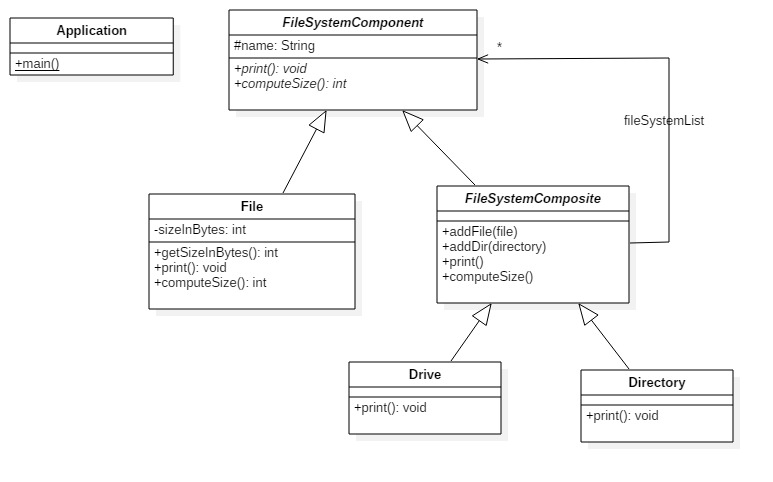 Application
+main()
FileSystemComponent
#name: String
+print(): void
+computeSize(): int
*
fileSystemList
File
-sizeInBytes: int
+getSizeInBytes(): int
+print(): void
+computeSize(): int
FileSystemComposite
+addFile(file)
+addDir(directory)
+print()
+computeSize()
Drive
+print(): void
Directory
+print(): void